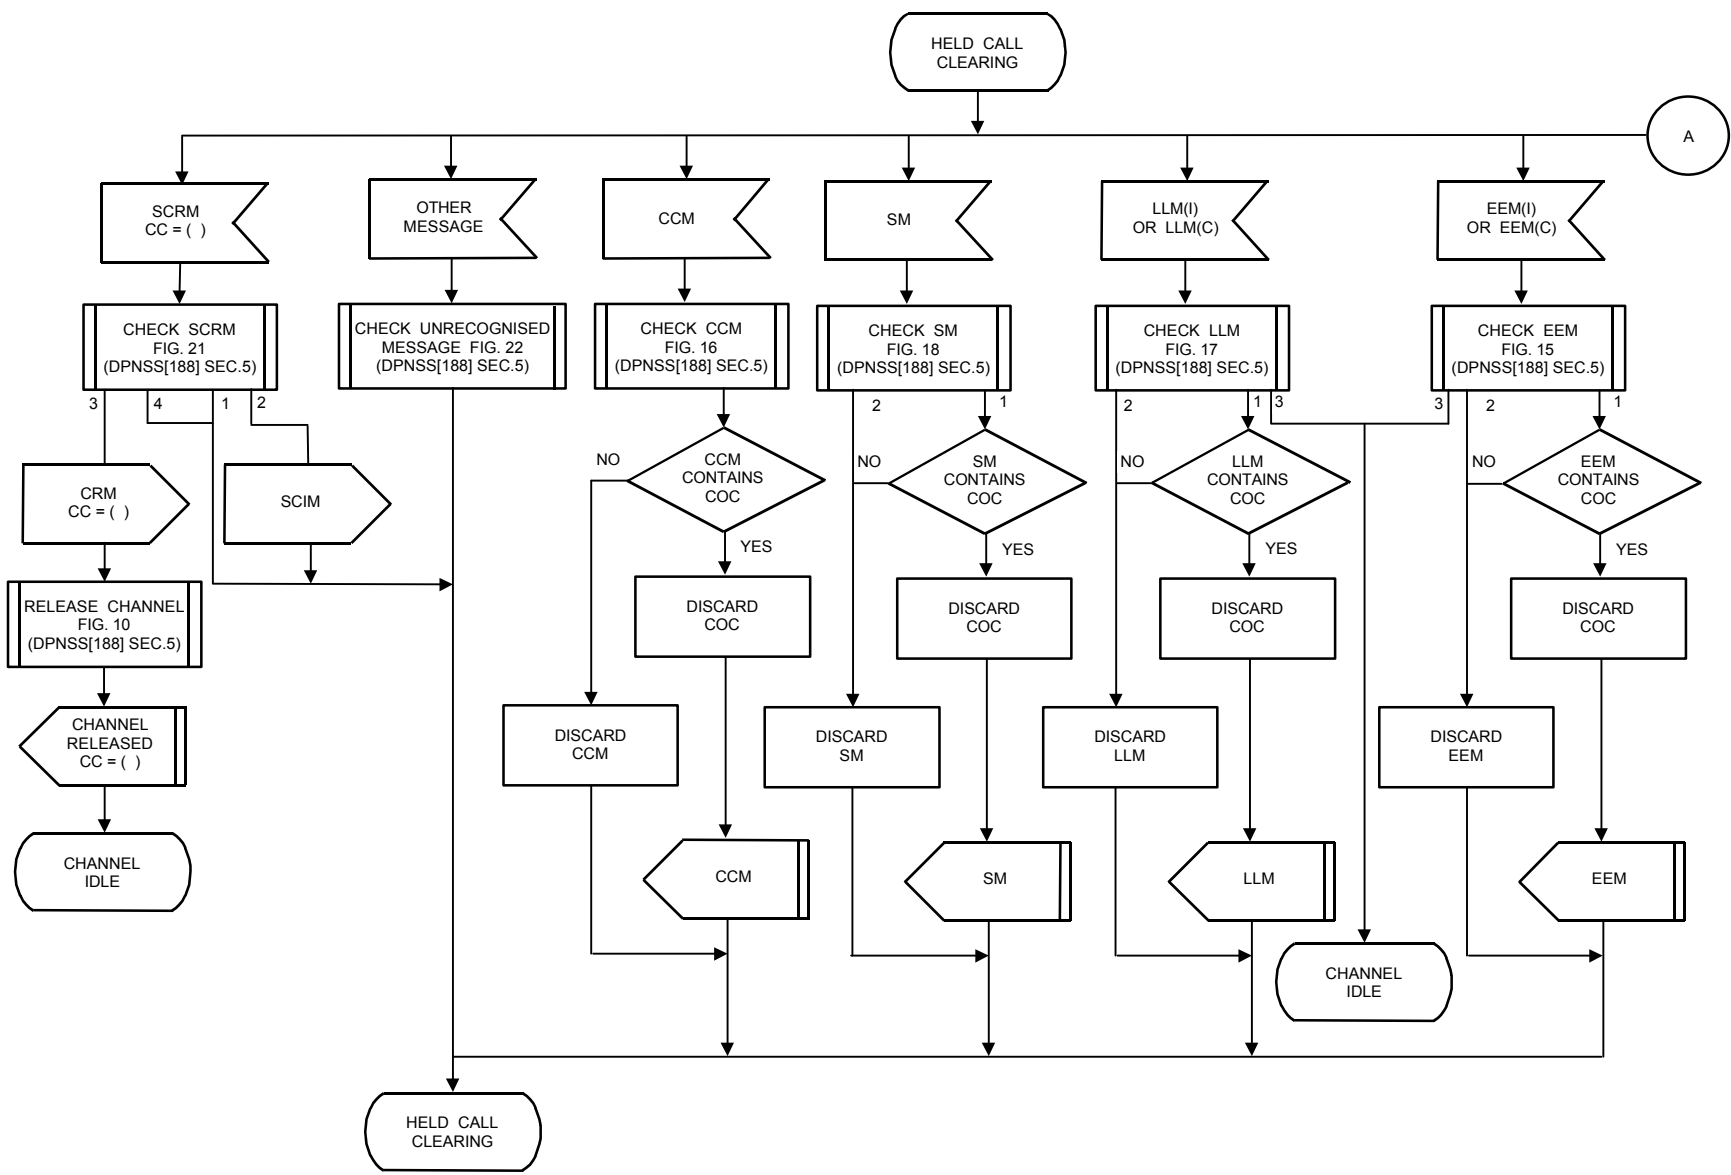 HELD CALL
CLEARING
A
SCRM
CC = ( )
OTHER
MESSAGE
CCM
SM
LLM(I)
OR LLM(C)
EEM(I)
OR EEM(C)
CHECK SCRM
FIG. 21
(DPNSS[188] SEC.5)
CHECK UNRECOGNISED
MESSAGE FIG. 22
(DPNSS[188] SEC.5)
CHECK CCM
FIG. 16
(DPNSS[188] SEC.5)
CHECK SM
FIG. 18
(DPNSS[188] SEC.5)
CHECK LLM
FIG. 17
(DPNSS[188] SEC.5)
CHECK EEM
FIG. 15
(DPNSS[188] SEC.5)
3
4
1
2
2
1
2
1
3
3
2
1
CRM
CC = ( )
SCIM
NO
CCM
CONTAINS
COC
YES
NO
SM
CONTAINS
COC
YES
NO
LLM
CONTAINS
COC
YES
NO
EEM
CONTAINS
COC
YES
RELEASE CHANNEL
FIG. 10
(DPNSS[188] SEC.5)
DISCARD
COC
DISCARD
COC
DISCARD
COC
DISCARD
COC
CHANNEL
RELEASED
CC = ( )
DISCARD
CCM
DISCARD
SM
DISCARD
LLM
DISCARD
EEM
CHANNEL
IDLE
CCM
SM
LLM
EEM
CHANNEL
IDLE
HELD CALL
CLEARING